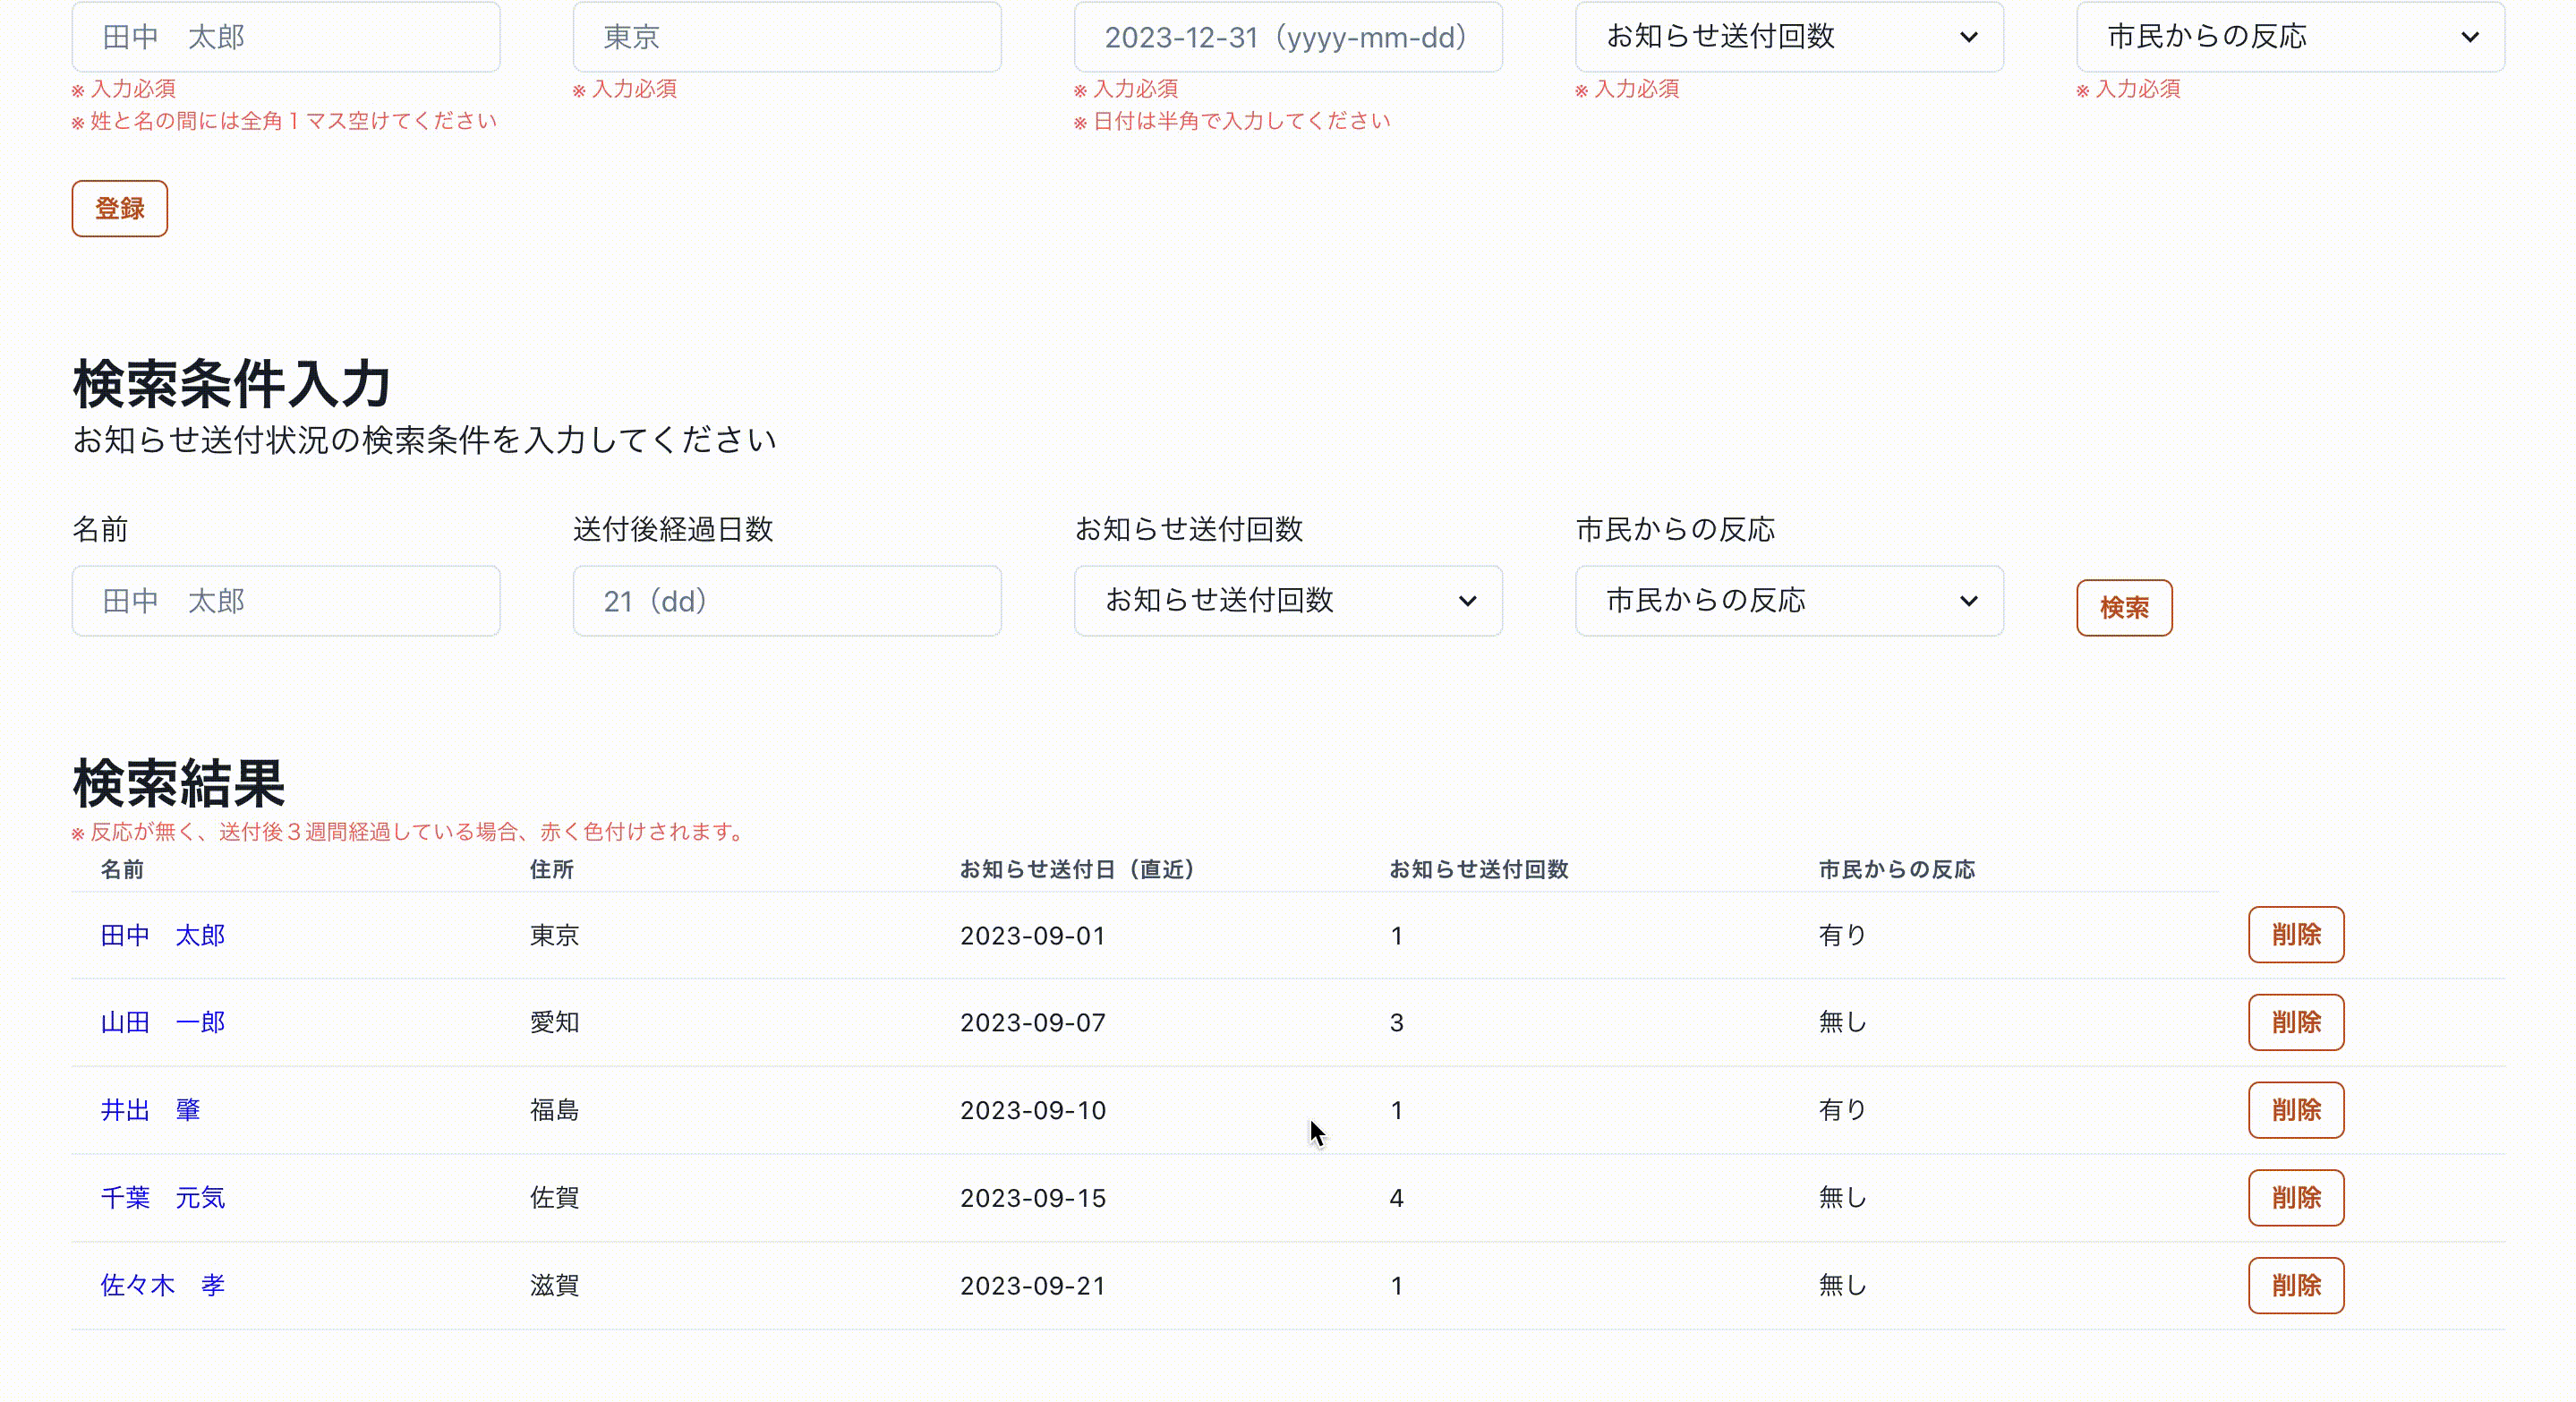 田中　太郎
東京
2023-12-31（yyyy-mm-dd）
お知らせ送付回数
市民からの反応
※ 入力必須
※ 入力必須
※ 入力必須
※ 入力必須
※ 入力必須
※ 姓と名の間には全角１マス空けてください
※ 日付は半角で入力してください
登録
検索条件入力
お知らせ送付状況の検索条件を入力してください
名前
送付後経過日数
お知らせ送付回数
市民からの反応
田中　太郎
21（dd）
お知らせ送付回数
市民からの反応
検索
検索結果
※ 反応が無く、送付後３週間経過している場合、赤く色付けされます。
名前 住所 お知らせ送付日（直近） お知らせ送付回数 市民からの反応
田中　太郎 東京 2023-09-01 1 有り 削除
山田　一郎 愛知 2023-09-07 3 無し 削除
井出　肇 福島 2023-09-10 1 有り 削除
千葉　元気 佐賀 2023-09-15 4 無し 削除
佐々木　孝 滋賀 2023-09-21 1 無し 削除